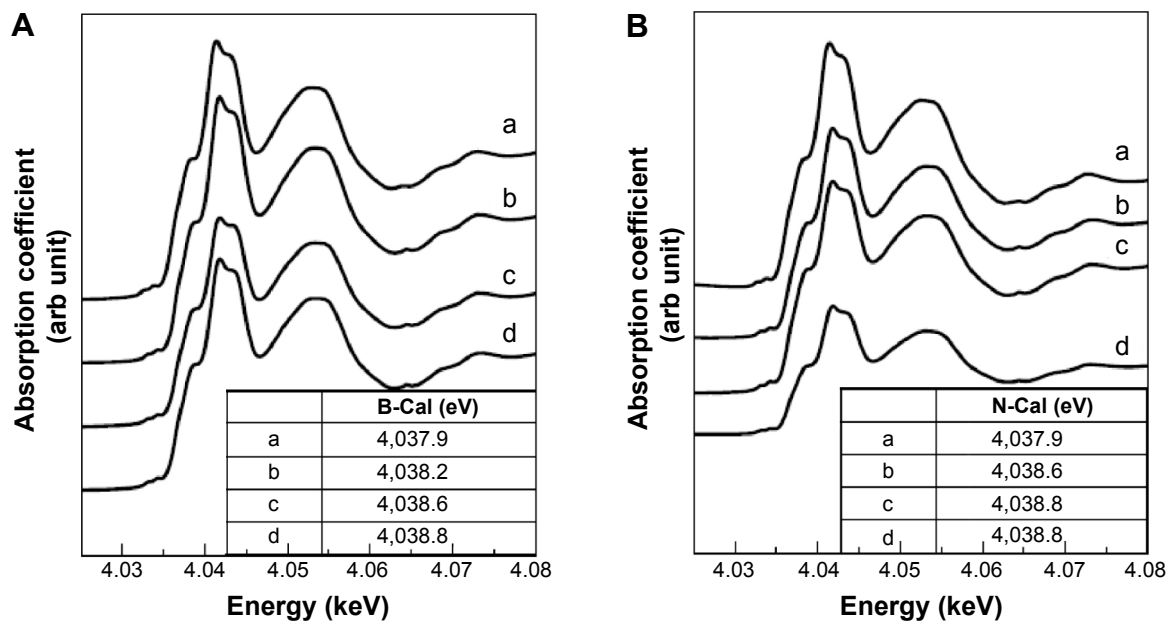 A
Absorption coefficient
(arb unit)
a
b
c
d
B-Cal (eV)
a 4,037.9
b 4,038.2
c 4,038.6
d 4,038.8
4.03 4.04 4.05 4.06 4.07 4.08
Energy (keV)
B
Absorption coefficient
(arb unit)
a
b
c
d
N-Cal (eV)
a 4,037.9
b 4,038.6
c 4,038.8
d 4,038.8
4.03 4.04 4.05 4.06 4.07 4.08
Energy (keV)